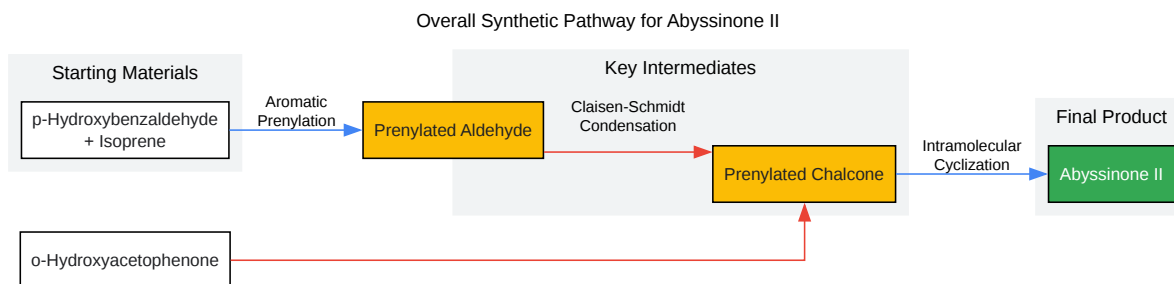 Overall Synthetic Pathway for Abyssinone II
Starting Materials
p-Hydroxybenzaldehyde
+ Isoprene
Aromatic
Prenylation
Key Intermediates
Prenylated Aldehyde
Claisen-Schmidt
Condensation
Prenylated Chalcone
Intramolecular
Cyclization
Final Product
Abyssinone II
o-Hydroxyacetophenone